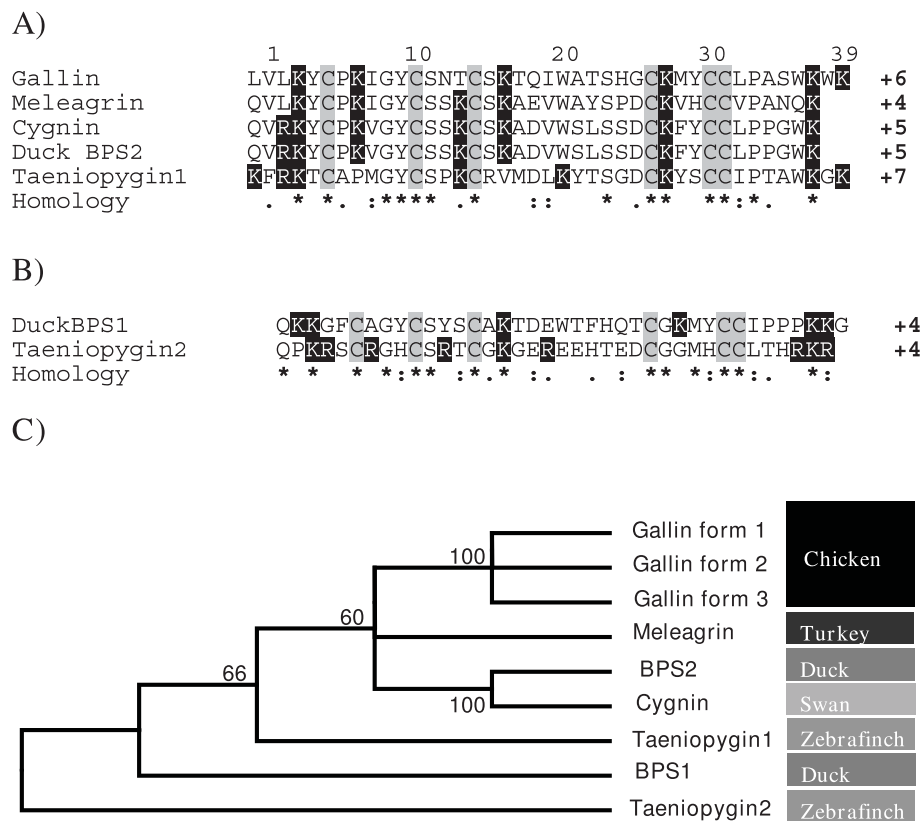 A)
1 10 20 30 39
Gallin LVLKYCPKIGYCSNTCSKTQIWATSHGCKMYCCLPASWKWK +6
Meleagrin QVLKYCPKIGYCSSKCSKAEVWAYSPDCKVHCCVPANQK +4
Cygnin QVRKYCPKVGYCSSKCSKADVWSLSSDCKFYCCLPPGWK +5
Duck BPS2 QVRKYCPKVGYCSSKCSKADVWSLSSDCKFYCCLPPGWK +5
Taeniopygin1 KFRKTCAPMGYCSPKCRVMDLKYTSGDCKYSCCIPTAWKGK +7
Homology . * *. :**** .* :: * .** **:*. *
B)
DuckBPS1 QKKGFCAGYCSYSCAKTDEWTFHQTCGKMYCCIPPPKKG +4
Taeniopygin2 QPKRSCRGHCSRTCGKGEREEHTEDCGGMHCCLTHRKR +4
Homology * * * *:** :*.* :. . : ** *:**:. *:
C)
100
60
66
100
Gallin form 1
Gallin form 2
Gallin form 3
Chicken
Meleagrin Turkey
BPS2 Duck
Cygnin Swan
Taeniopygin1 Zebrafinch
BPS1 Duck
Taeniopygin2 Zebrafinch